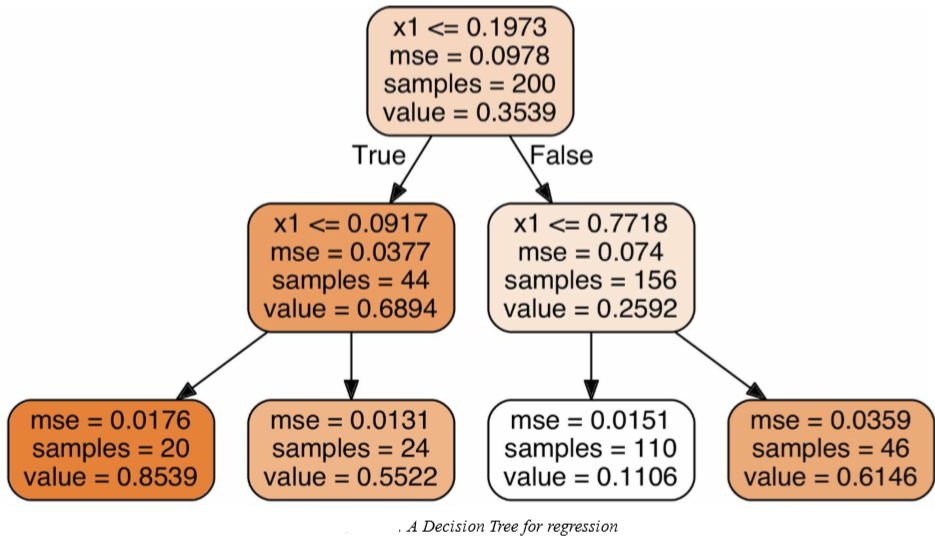 x1 <= 0.1973
mse = 0.0978
samples = 200
value = 0.3539
True
False
x1 <= 0.0917
mse = 0.0377
samples = 44
value = 0.6894
x1 <= 0.7718
mse = 0.074
samples = 156
value = 0.2592
mse = 0.0176
samples = 20
value = 0.8539
mse = 0.0131
samples = 24
value = 0.5522
mse = 0.0151
samples = 110
value = 0.1106
mse = 0.0359
samples = 46
value = 0.6146
. A Decision Tree for regression